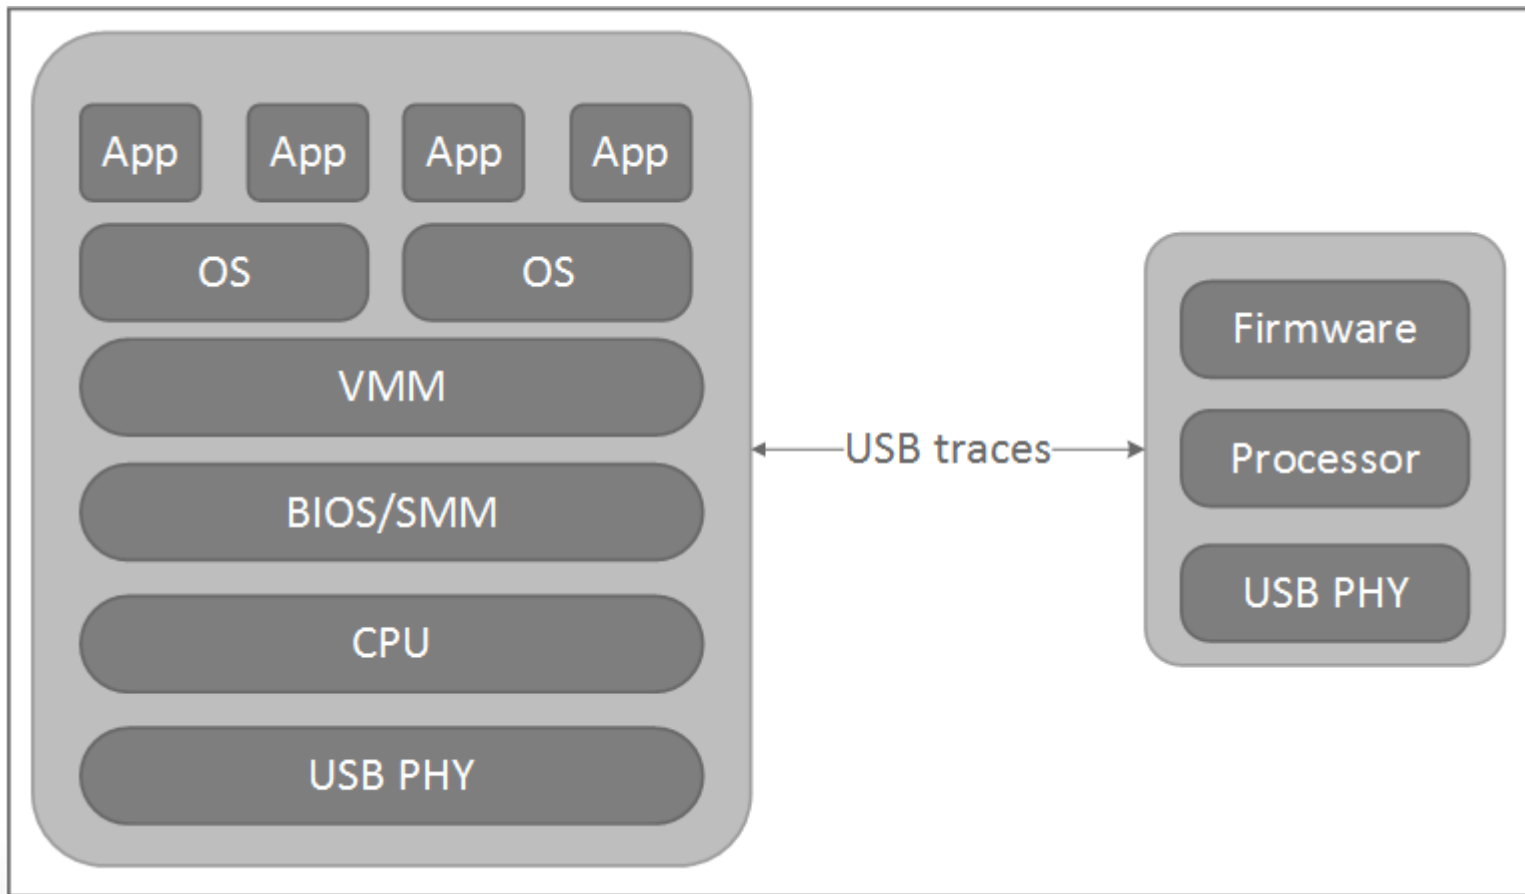 App App App App
OS OS
VMM
BIOS/SMM
CPU
USB PHY
USB traces
Firmware
Processor
USB PHY